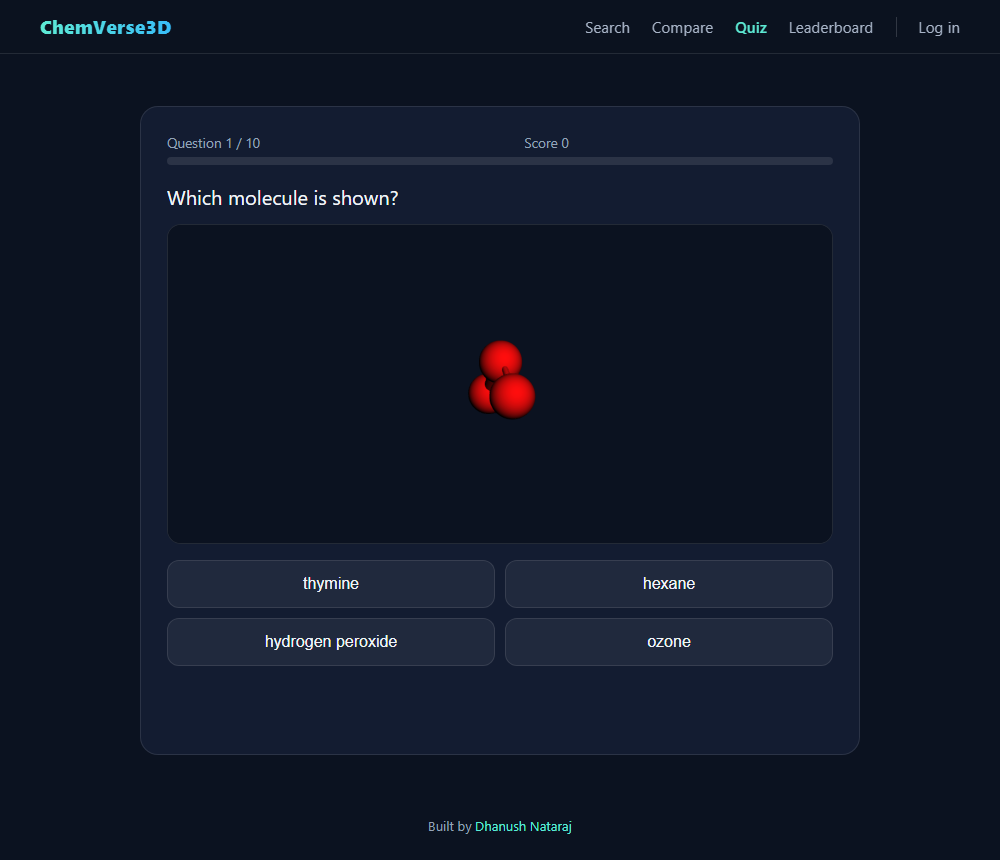 ChemVerse3D
Search Compare Quiz Leaderboard Log in
Question 1 / 10 Score 0
Which molecule is shown?
thymine hexane
hydrogen peroxide ozone
Built by Dhanush Nataraj